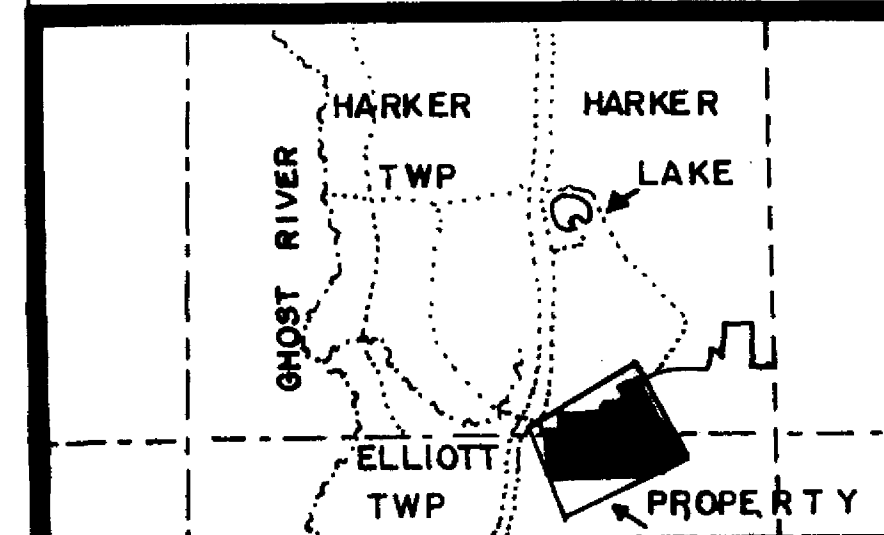 HARKER
TWP
HARKER
LAKE
GHOST RIVER
ELLIOTT
TWP
PROPERTY